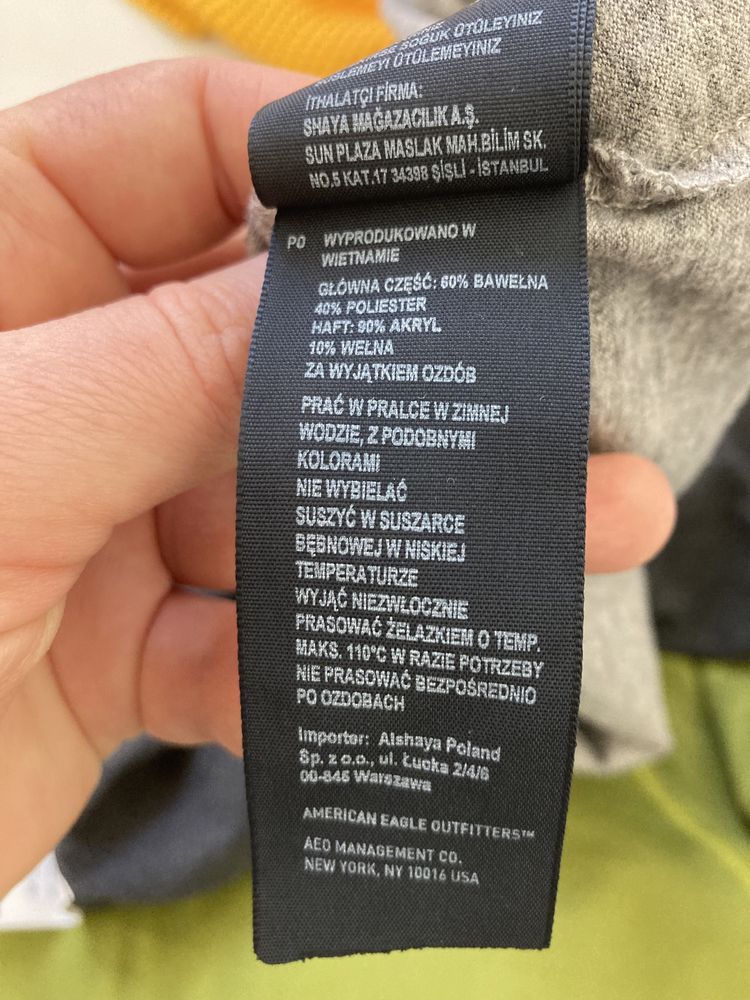 SOĞUK ÜTÜLEYINIZ
İŞLEMEYİ ÜTÜLEMEYINIZ
İTHALATÇI FİRMA:
SHAYA MAĞAZACILIK A.Ş.
SUN PLAZA MASLAK MAH.BİLİM SK.
NO.5 KAT.17 34398 ŞİŞLİ - İSTANBUL
PO WYPRODUKOWANO W
WIETNAMIE
GŁÓWNA CZĘŚĆ: 60% BAWEŁNA
40% POLIESTER
HAFT: 90% AKRYL
10% WEŁNA
ZA WYJĄTKIEM OZDÓB
PRAĆ W PRALCE W ZIMNEJ
WODZIE, Z PODOBNYMI
KOLORAMI
NIE WYBIELAĆ
SUSZYĆ W SUSZARCE
BĘBNOWEJ W NISKIEJ
TEMPERATURZE
WYJĄĆ NIEZWŁOCZNIE
PRASOWAĆ ŻELAZKIEM O TEMP.
MAKS. 110°C W RAZIE POTRZEBY
NIE PRASOWAĆ BEZPOŚREDNIO
PO OZDOBACH
Importer: Alshaya Poland
Sp. z o.o., ul. Łucka 2/4/6
00-845 Warszawa
AMERICAN EAGLE OUTFITTERS™
AEO MANAGEMENT CO.
NEW YORK, NY 10016 USA